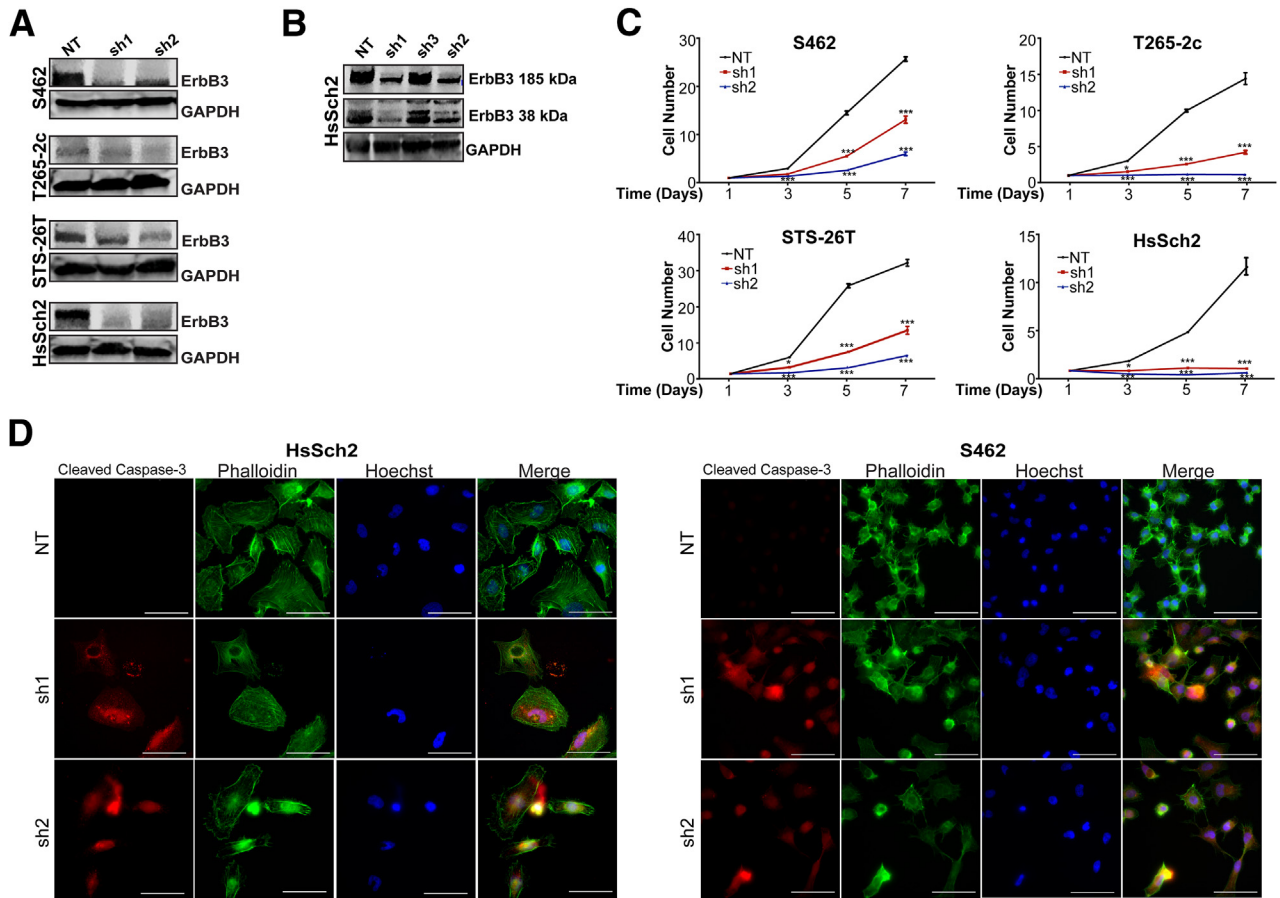 A
NT sh1 sh2
S462
ErbB3
GAPDH
T265-2c
ErbB3
GAPDH
STS-26T
ErbB3
GAPDH
HsSch2
ErbB3
GAPDH
B
NT sh1 sh3 sh2
HsSch2
ErbB3 185 kDa
ErbB3 38 kDa
GAPDH
C
S462
Cell Number
30
20
10
0
NT
sh1
sh2
***
***
***
***
***
Time (Days) 1 3 5 7
T265-2c
Cell Number
20
15
10
5
0
NT
sh1
sh2
*
***
***
***
***
***
Time (Days) 1 3 5 7
STS-26T
Cell Number
40
30
20
10
0
NT
sh1
sh2
*
***
***
***
***
***
Time (Days) 1 3 5 7
HsSch2
Cell Number
15
10
5
0
NT
sh1
sh2
*
***
***
***
***
***
Time (Days) 1 3 5 7
D
HsSch2
Cleaved Caspase-3 Phalloidin Hoechst Merge
NT
sh1
sh2
S462
Cleaved Caspase-3 Phalloidin Hoechst Merge
NT
sh1
sh2